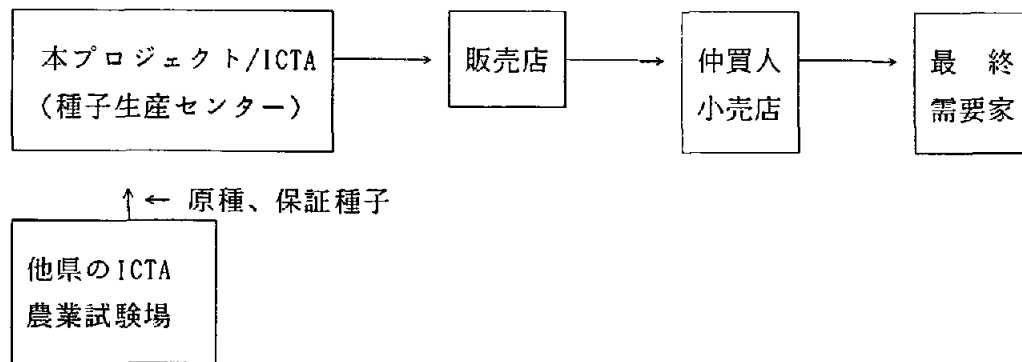 本プロジェクト/ICTA
(種子生産センター)
販売店
仲買人
小売店
最 終
需要家
← 原種、保証種子
他県のICTA
農業試験場